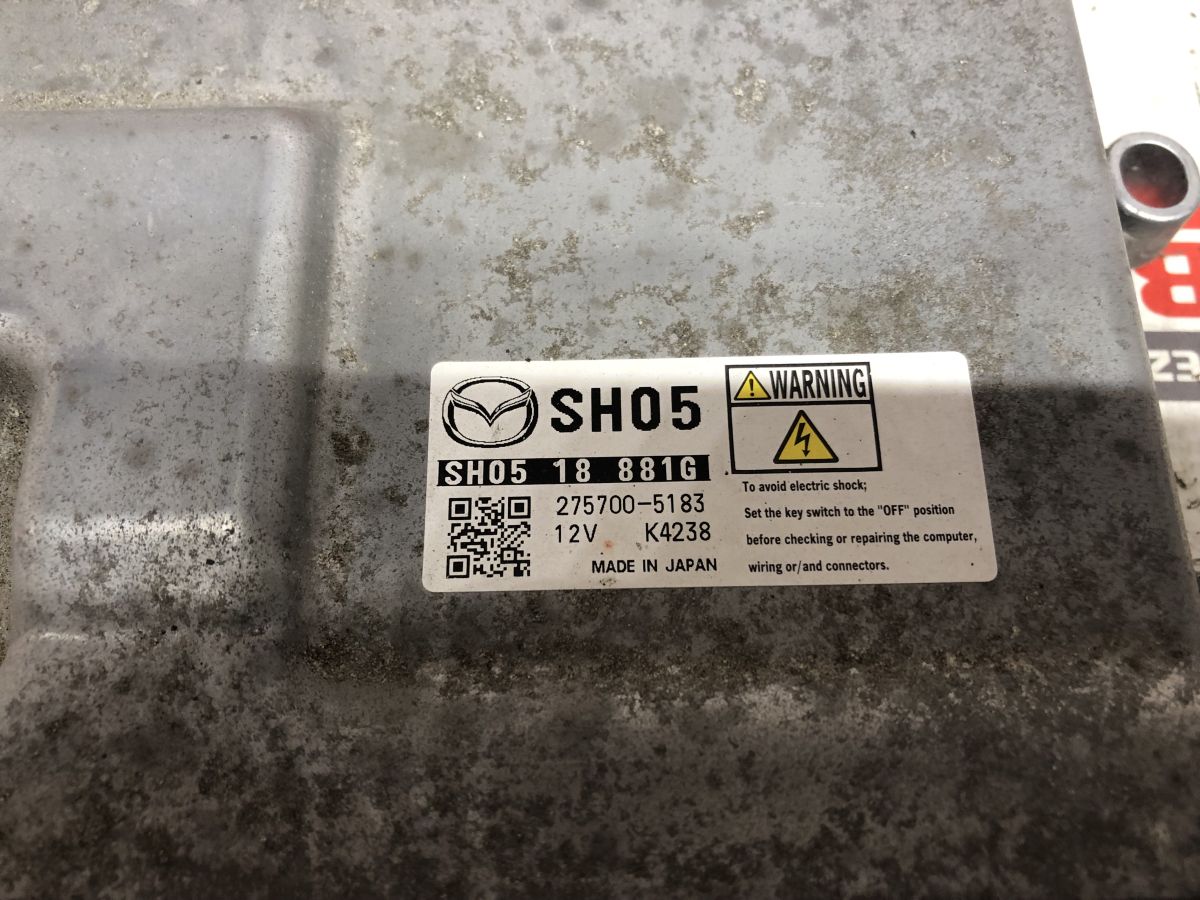 SH05
SH05 18 881G
275700-5183
12V K4238
MADE IN JAPAN
WARNING
To avoid electric shock;
Set the key switch to the "OFF" position
before checking or repairing the computer,
wiring or/and connectors.
B
EZ